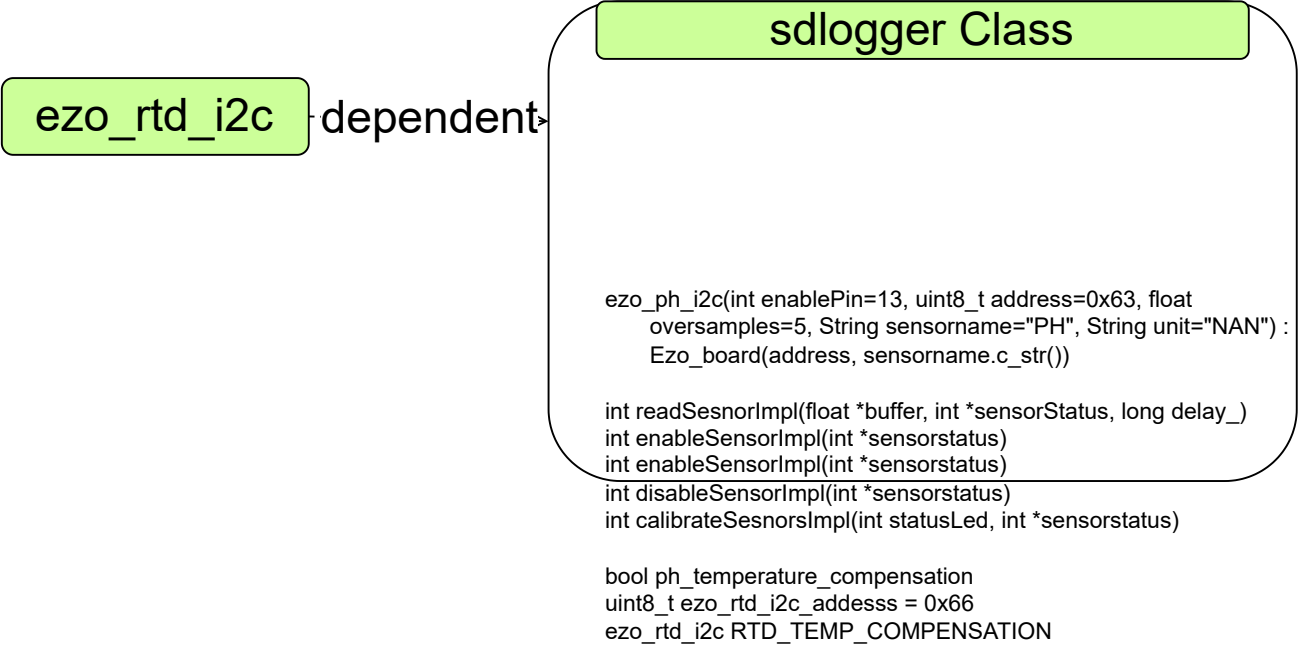 sdlogger Class
ezo_rtd_i2c
dependent
ezo_ph_i2c(int enablePin=13, uint8_t address=0x63, float
oversamples=5, String sensorname="PH", String unit="NAN") :
Ezo_board(address, sensorname.c_str())
int readSesnorImpl(float *buffer, int *sensorStatus, long delay_)
int enableSensorImpl(int *sensorstatus)
int enableSensorImpl(int *sensorstatus)
int disableSensorImpl(int *sensorstatus)
int calibrateSesnorsImpl(int statusLed, int *sensorstatus)
bool ph_temperature_compensation
uint8_t ezo_rtd_i2c_addesss = 0x66
ezo_rtd_i2c RTD_TEMP_COMPENSATION